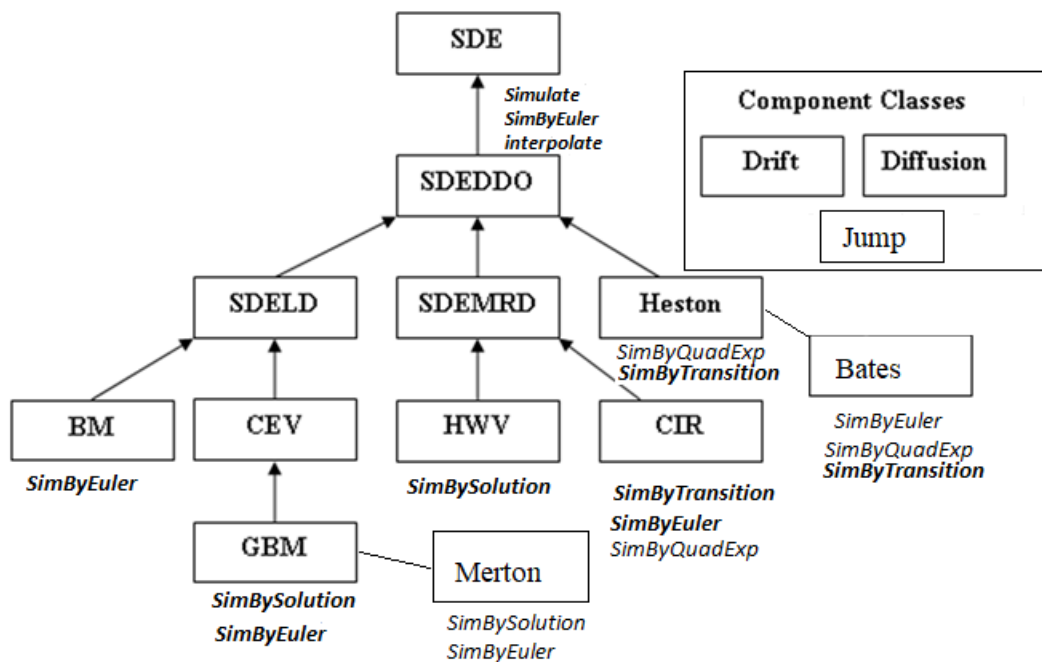 SDE
Simulate
SimByEuler
interpolate
Component Classes
Drift
Diffusion
Jump
SDEDDO
SDELD
SDEMRD
Heston
SimByQuadExp
SimByTransition
Bates
SimByEuler
SimByQuadExp
SimByTransition
BM
SimByEuler
CEV
HWV
SimBySolution
CIR
SimByTransition
SimByEuler
SimByQuadExp
GBM
SimBySolution
SimByEuler
Merton
SimBySolution
SimByEuler